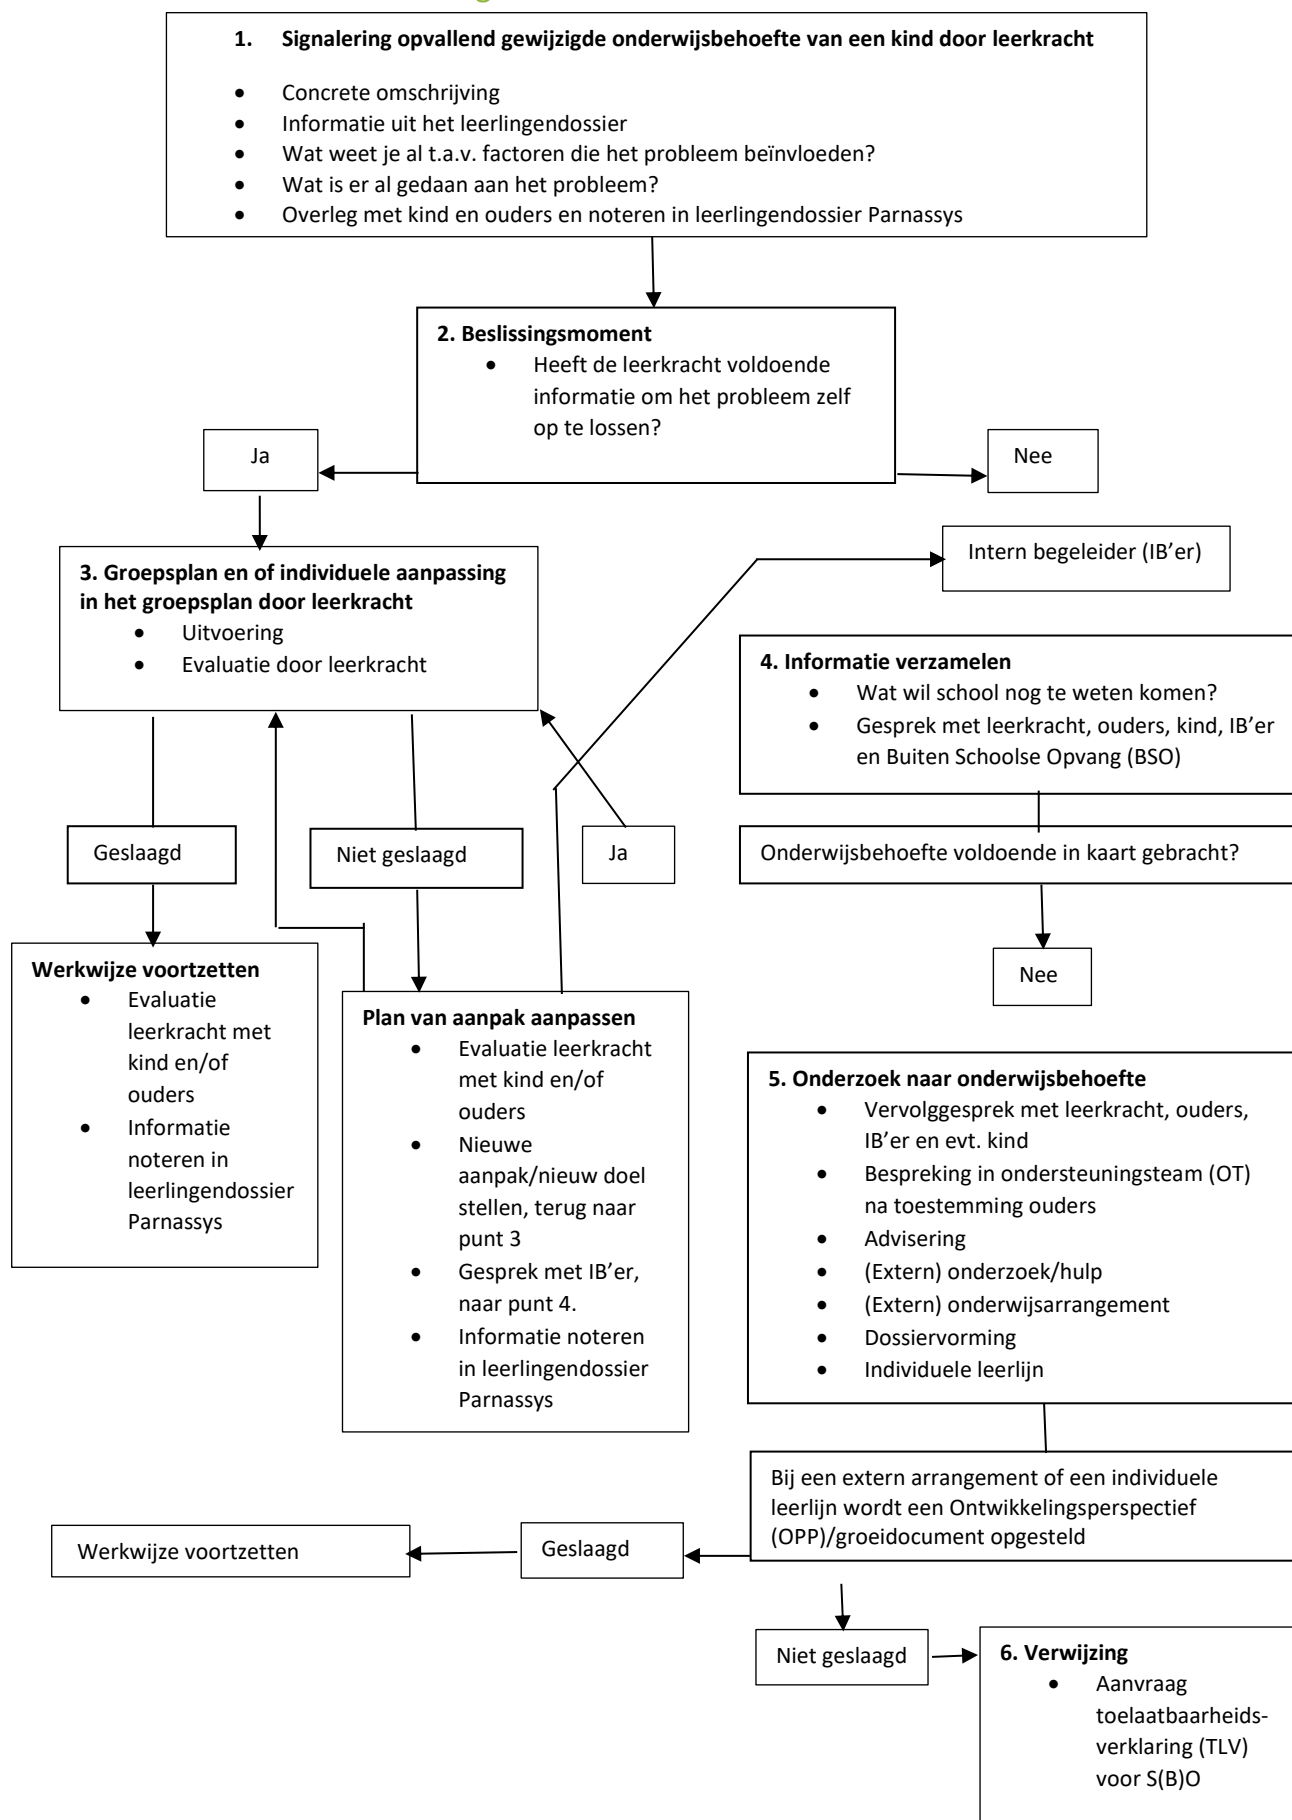 1. Signalering opvallend gewijzigde onderwijsbehoefte van een kind door leerkracht
• Concrete omschrijving
• Informatie uit het leerlingendossier
• Wat weet je al t.a.v. factoren die het probleem beïnvloeden?
• Wat is er al gedaan aan het probleem?
• Overleg met kind en ouders en noteren in leerlingendossier Parnassys
2. Beslissingsmoment
• Heeft de leerkracht voldoende
informatie om het probleem zelf
op te lossen?
Ja
Nee
Intern begeleider (IB’er)
3. Groepsplan en of individuele aanpassing
in het groepsplan door leerkracht
• Uitvoering
• Evaluatie door leerkracht
4. Informatie verzamelen
• Wat wil school nog te weten komen?
• Gesprek met leerkracht, ouders, kind, IB’er
en Buiten Schoolse Opvang (BSO)
Geslaagd
Niet geslaagd
Ja
Onderwijsbehoefte voldoende in kaart gebracht?
Nee
Werkwijze voortzetten
• Evaluatie
leerkracht met
kind en/of
ouders
• Informatie
noteren in
leerlingendossier
Parnassys
Plan van aanpak aanpassen
• Evaluatie leerkracht
met kind en/of
ouders
• Nieuwe
aanpak/nieuw doel
stellen, terug naar
punt 3
• Gesprek met IB’er,
naar punt 4.
• Informatie noteren
in leerlingendossier
Parnassys
5. Onderzoek naar onderwijsbehoefte
• Vervolggesprek met leerkracht, ouders,
IB’er en evt. kind
• Bespreking in ondersteuningsteam (OT)
na toestemming ouders
• Advisering
• (Extern) onderzoek/hulp
• (Extern) onderwijsarrangement
• Dossiervorming
• Individuele leerlijn
Bij een extern arrangement of een individuele
leerlijn wordt een Ontwikkelingsperspectief
(OPP)/groeidocument opgesteld
Geslaagd
Werkwijze voortzetten
Niet geslaagd
6. Verwijzing
• Aanvraag
toelaatbaarheids-
verklaring (TLV)
voor S(B)O